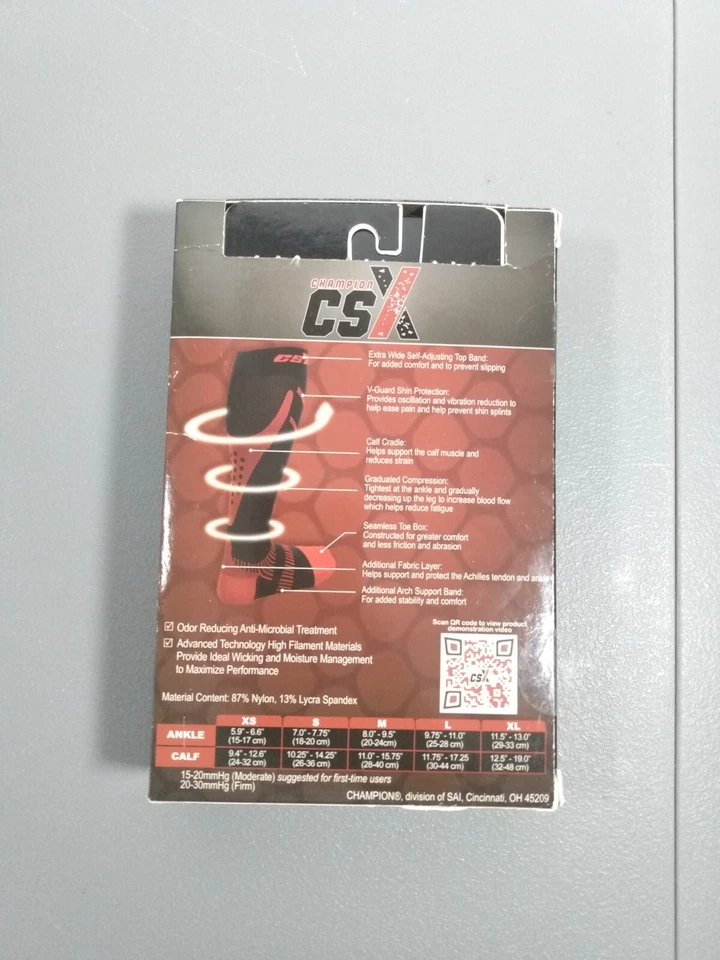 CHAMPION
CSX
CSX
Extra Wide Self-Adjusting Top Band:
For added comfort and to prevent slipping
V-Guard Shin Protection:
Provides oscillation and vibration reduction to
help ease pain and help prevent shin splints
Calf Cradle:
Helps support the calf muscle and
reduces strain
Graduated Compression:
Tightest at the ankle and gradually
decreasing up the leg to increase blood flow
which helps reduce fatigue
Seamless Toe Box:
Constructed for greater comfort
and less friction and abrasion
Additional Fabric Layer:
Helps support and protect the Achilles tendon and ankle
Additional Arch Support Band:
For added stability and comfort
☑ Odor Reducing Anti-Microbial Treatment
☑ Advanced Technology High Filament Materials
Provide Ideal Wicking and Moisture Management
to Maximize Performance
Scan QR code to view product
demonstration video
CSX
Material Content: 87% Nylon, 13% Lycra Spandex
XS S M L XL
ANKLE 5.9" - 6.6" 7.0" - 7.75" 8.0" - 9.5" 9.75" - 11.0" 11.5" - 13.0"
(15-17 cm) (18-20 cm) (20-24cm) (25-28 cm) (29-33 cm)
CALF 9.4" - 12.6" 10.25" - 14.25" 11.0" - 15.75" 11.75" - 17.25 12.5" - 19.0"
(24-32 cm) (26-36 cm) (28-40 cm) (30-44 cm) (32-48 cm)
15-20mmHg (Moderate) suggested for first-time users
20-30mmHg (Firm)
CHAMPION®, division of SAI, Cincinnati, OH 45209